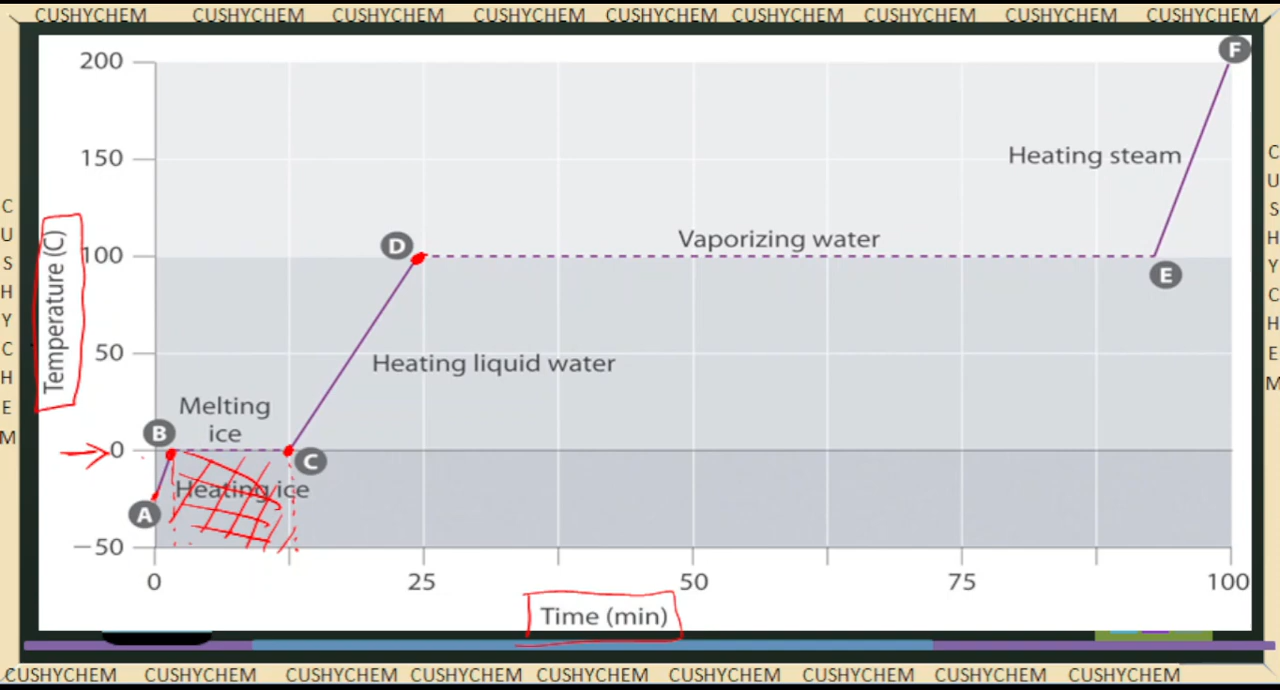 CUSHYCHEM CUSHYCHEM CUSHYCHEM CUSHYCHEM CUSHYCHEM CUSHYCHEM CUSHYCHEM CUSHYCHEM CUSHYCHEM
CUSHYCHEM
Temperature (C)
200
150
100
50
0
−50
F
Heating steam
Vaporizing water
D
E
Heating liquid water
Melting
ice
B
C
Heating ice
A
0 25 50 75 100
Time (min)
CUSHYCHEM
CUSHYCHEM CUSHYCHEM CUSHYCHEM CUSHYCHEM CUSHYCHEM CUSHYCHEM CUSHYCHEM CUSHYCHEM CUSHYCHEM